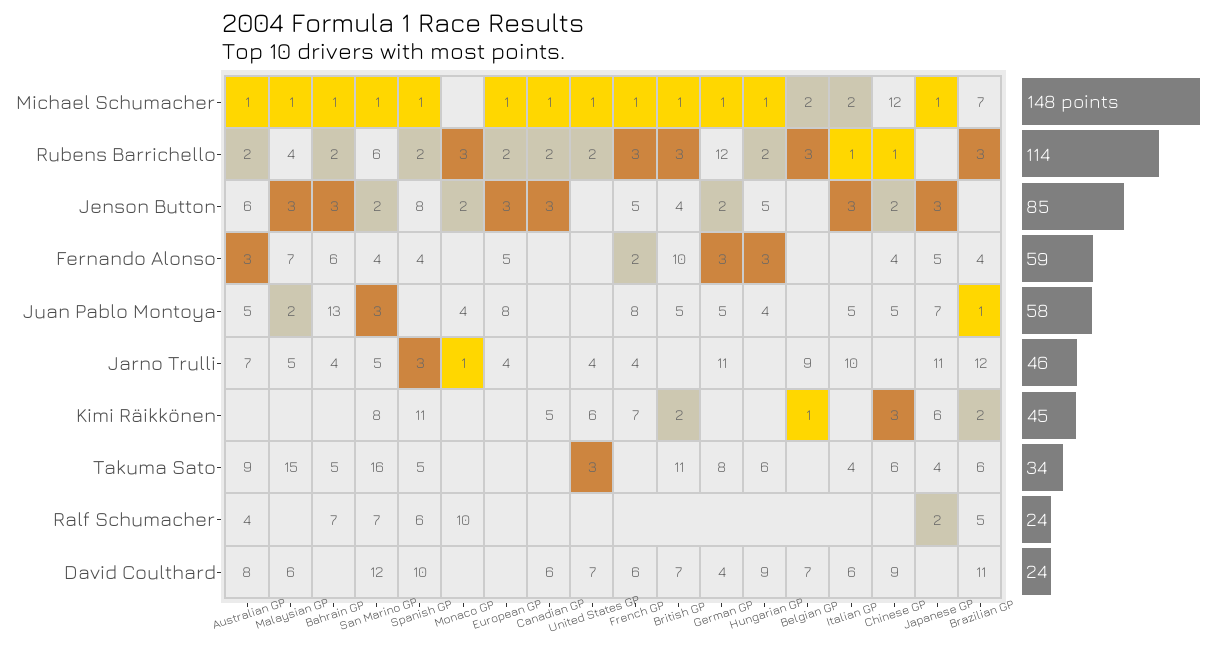 2004 Formula 1 Race Results
Top 10 drivers with most points.
Michael Schumacher 1 1 1 1 1 1 1 1 1 1 1 1 2 2 12 1 7 148 points
Rubens Barrichello 2 4 2 6 2 3 2 2 2 3 3 12 2 3 1 1 3 114
Jenson Button 6 3 3 2 8 2 3 3 5 4 2 5 3 2 3 85
Fernando Alonso 3 7 6 4 4 5 2 10 3 3 4 5 4 59
Juan Pablo Montoya 5 2 13 3 4 8 8 5 5 4 5 5 7 1 58
Jarno Trulli 7 5 4 5 3 1 4 4 4 11 9 10 11 12 46
Kimi Räikkönen 8 11 5 6 7 2 1 3 6 2 45
Takuma Sato 9 15 5 16 5 3 11 8 6 4 6 4 6 34
Ralf Schumacher 4 7 7 6 10 2 5 24
David Coulthard 8 6 12 10 6 7 6 7 4 9 7 6 9 11 24
Australian GP Malaysian GP Bahrain GP San Marino GP Spanish GP Monaco GP European GP Canadian GP United States GP French GP British GP German GP Hungarian GP Belgian GP Italian GP Chinese GP Japanese GP Brazilian GP